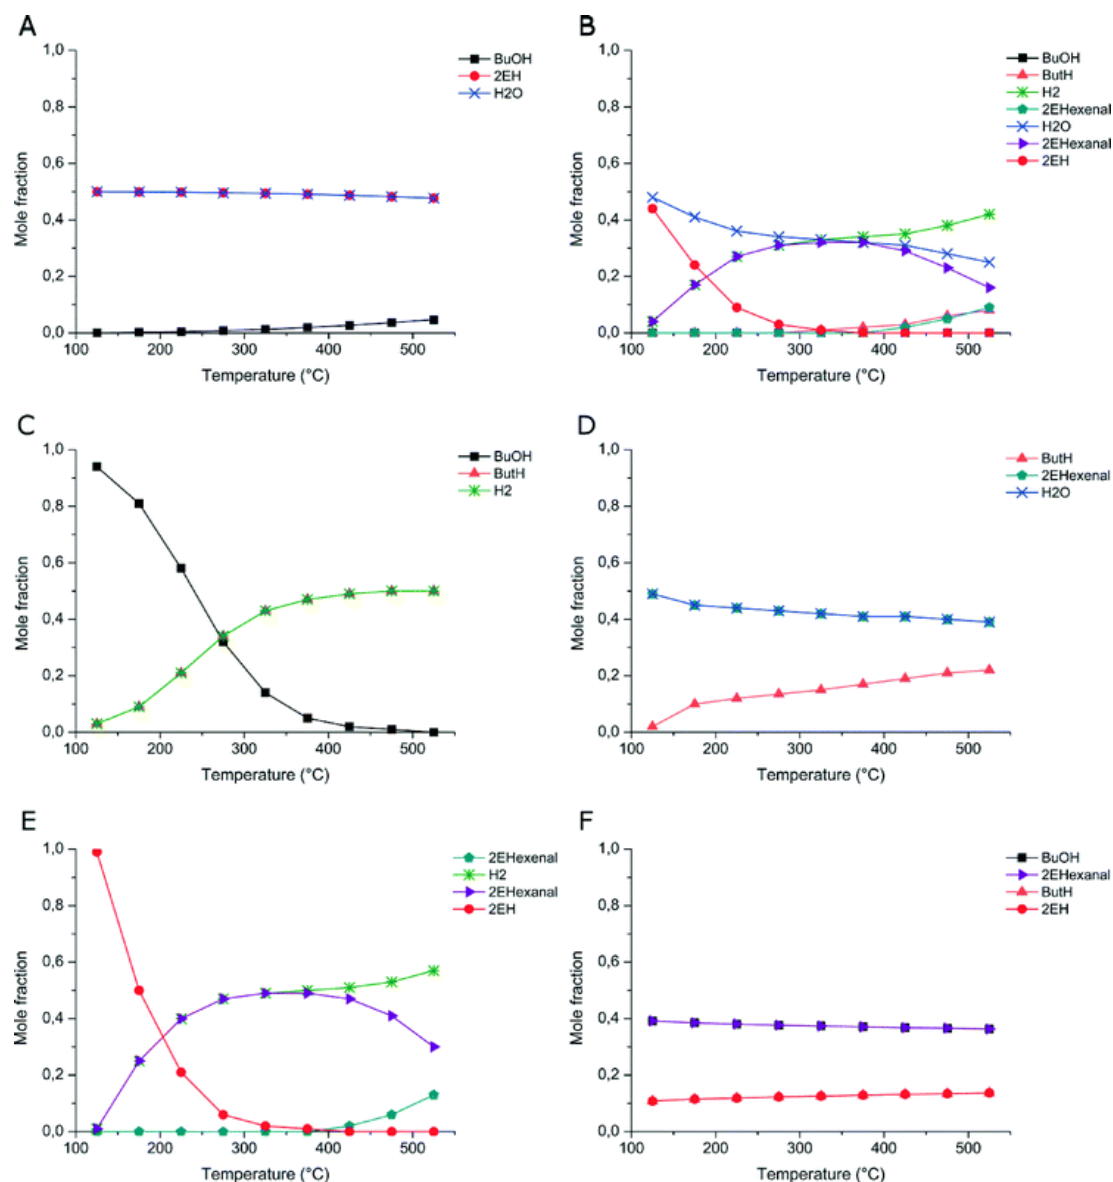 A
1,0
0,8
0,6
0,4
0,2
0,0
Mole fraction
100
200
300
400
500
Temperature (°C)
BuOH
2EH
H2O
B
1,0
0,8
0,6
0,4
0,2
0,0
Mole fraction
100
200
300
400
500
Temperature (°C)
BuOH
ButH
H2
2EHexenal
H2O
2EHexanal
2EH
C
1,0
0,8
0,6
0,4
0,2
0,0
Mole fraction
100
200
300
400
500
Temperature (°C)
BuOH
ButH
H2
D
1,0
0,8
0,6
0,4
0,2
0,0
Mole fraction
100
200
300
400
500
Temperature (°C)
ButH
2EHexenal
H2O
E
1,0
0,8
0,6
0,4
0,2
0,0
Mole fraction
100
200
300
400
500
Temperature (°C)
2EHexenal
H2
2EHexanal
2EH
F
1,0
0,8
0,6
0,4
0,2
0,0
Mole fraction
100
200
300
400
500
Temperature (°C)
BuOH
2EHexanal
ButH
2EH